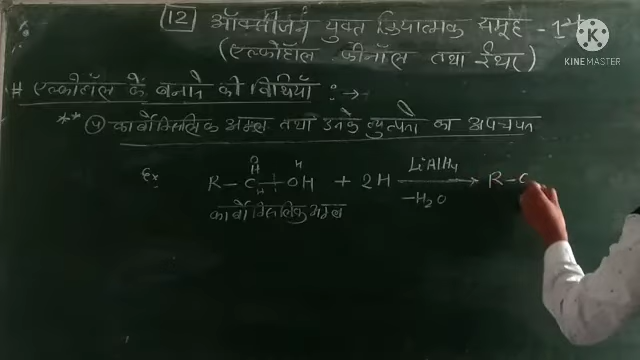 12 ऑक्सीजन युक्त क्रियात्मक समूह - 1
(एल्कोहॉल फीनॉल तथा ईथर)
# एल्कोहॉल के बनाने की विधियाँ :→
** कार्बोक्सिलिक अम्ल तथा उनके व्युत्पन्नो का अपचयन
Ex
O H
R - C + OH + 2H LiAlH4 → R - C
H -H2O
कार्बोक्सिलिक अम्ल
K
KINEMASTER